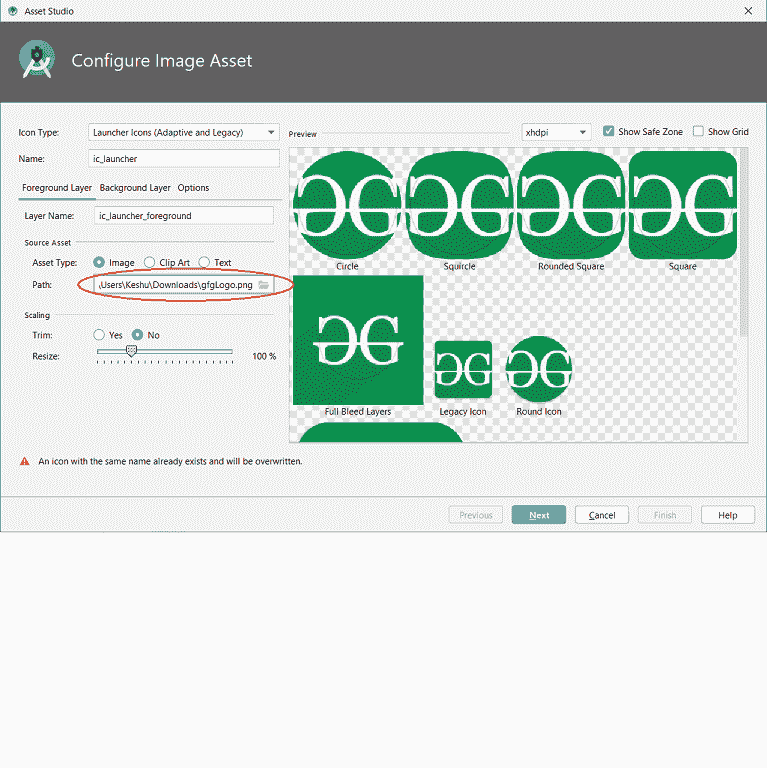 Asset Studio
Configure Image Asset
Icon Type: Launcher Icons (Adaptive and Legacy)
Name: ic_launcher
Foreground Layer Background Layer Options
Layer Name: ic_launcher_foreground
Source Asset
Asset Type: Image Clip Art Text
Path: \Users\Keshu\Downloads\gfgLogo.png
Scaling
Trim: Yes No
Resize: 100 %
Preview xhdpi Show Safe Zone Show Grid
Circle Squircle Rounded Square Square
Full Bleed Layers Legacy Icon Round Icon
An icon with the same name already exists and will be overwritten.
Previous Next Cancel Finish Help